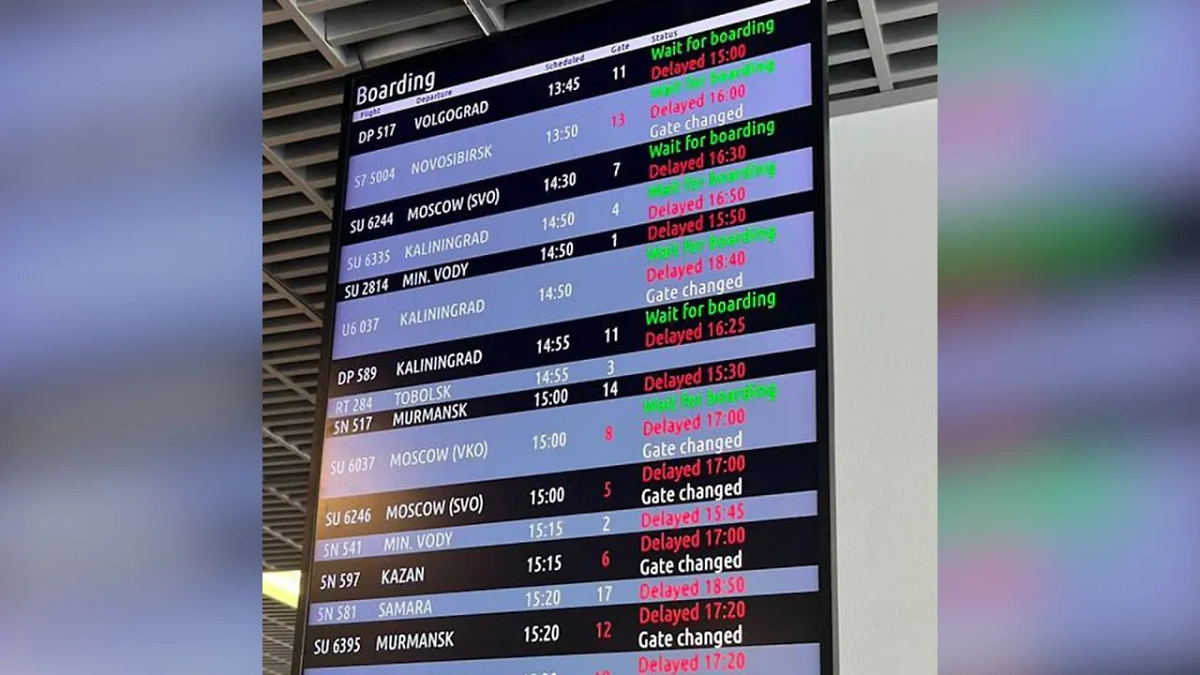 Boarding
Flight Departure Scheduled Gate Status
DP 517 VOLGOGRAD 13:45 11 Wait for boarding
Delayed 15:00
S7 5004 NOVOSIBIRSK 13:50 13 Wait for boarding
Delayed 16:00
Gate changed
SU 6244 MOSCOW (SVO) 14:30 7 Wait for boarding
Delayed 16:30
SU 6335 KALININGRAD 14:50 4 Wait for boarding
Delayed 16:50
SU 2814 MIN. VODY 14:50 1 Delayed 15:50
U6 037 KALININGRAD 14:50 Wait for boarding
Delayed 18:40
Gate changed
DP 589 KALININGRAD 14:55 11 Wait for boarding
Delayed 16:25
RT 284 TOBOLSK 14:55 3
5N 517 MURMANSK 15:00 14 Delayed 15:30
SU 6037 MOSCOW (VKO) 15:00 8 Wait for boarding
Delayed 17:00
Gate changed
SU 6246 MOSCOW (SVO) 15:00 5 Delayed 17:00
Gate changed
5N 541 MIN. VODY 15:15 2 Delayed 15:45
5N 597 KAZAN 15:15 6 Delayed 17:00
Gate changed
5N 581 SAMARA 15:20 17 Delayed 18:50
SU 6395 MURMANSK 15:20 12 Delayed 17:20
Gate changed
Delayed 17:20